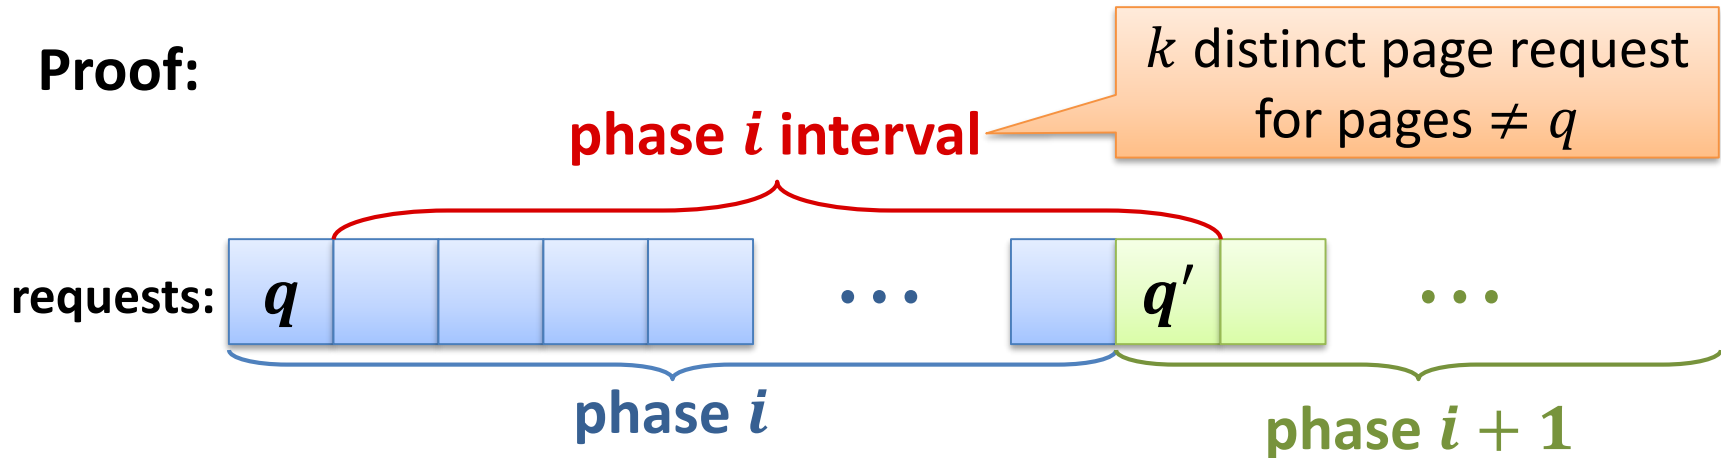 Proof:
k distinct page request
for pages ≠ q
phase i interval
requests: q ··· q′ ···
phase i
phase i + 1